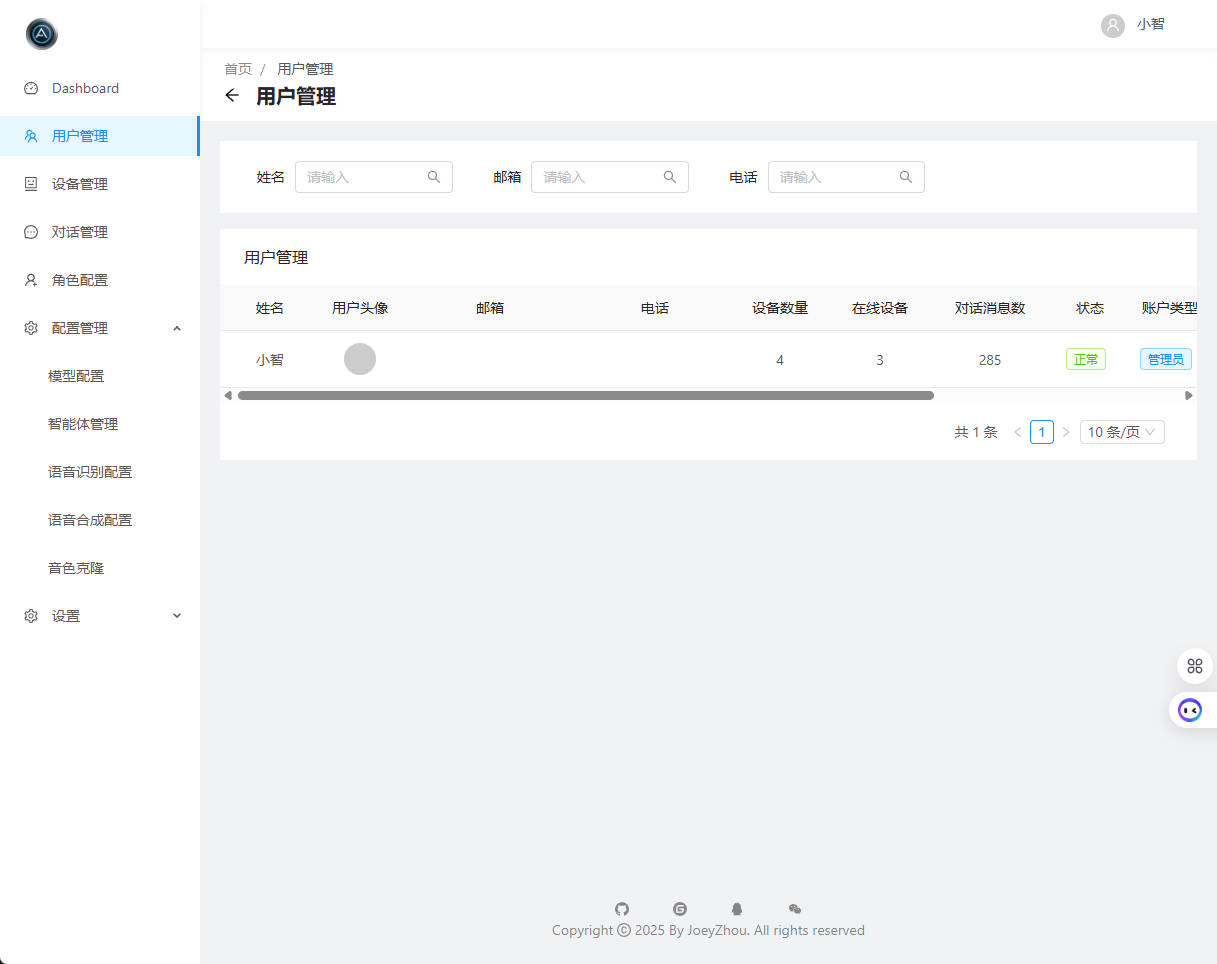 小智
Dashboard
用户管理
设备管理
对话管理
角色配置
配置管理
模型配置
智能体管理
语音识别配置
语音合成配置
音色克隆
设置
首页 / 用户管理
用户管理
姓名 请输入 邮箱 请输入 电话 请输入
用户管理
姓名 用户头像 邮箱 电话 设备数量 在线设备 对话消息数 状态 账户类型
小智 4 3 285 正常 管理员
共 1 条 < 1 > 10 条/页
Copyright © 2025 By JoeyZhou. All rights reserved